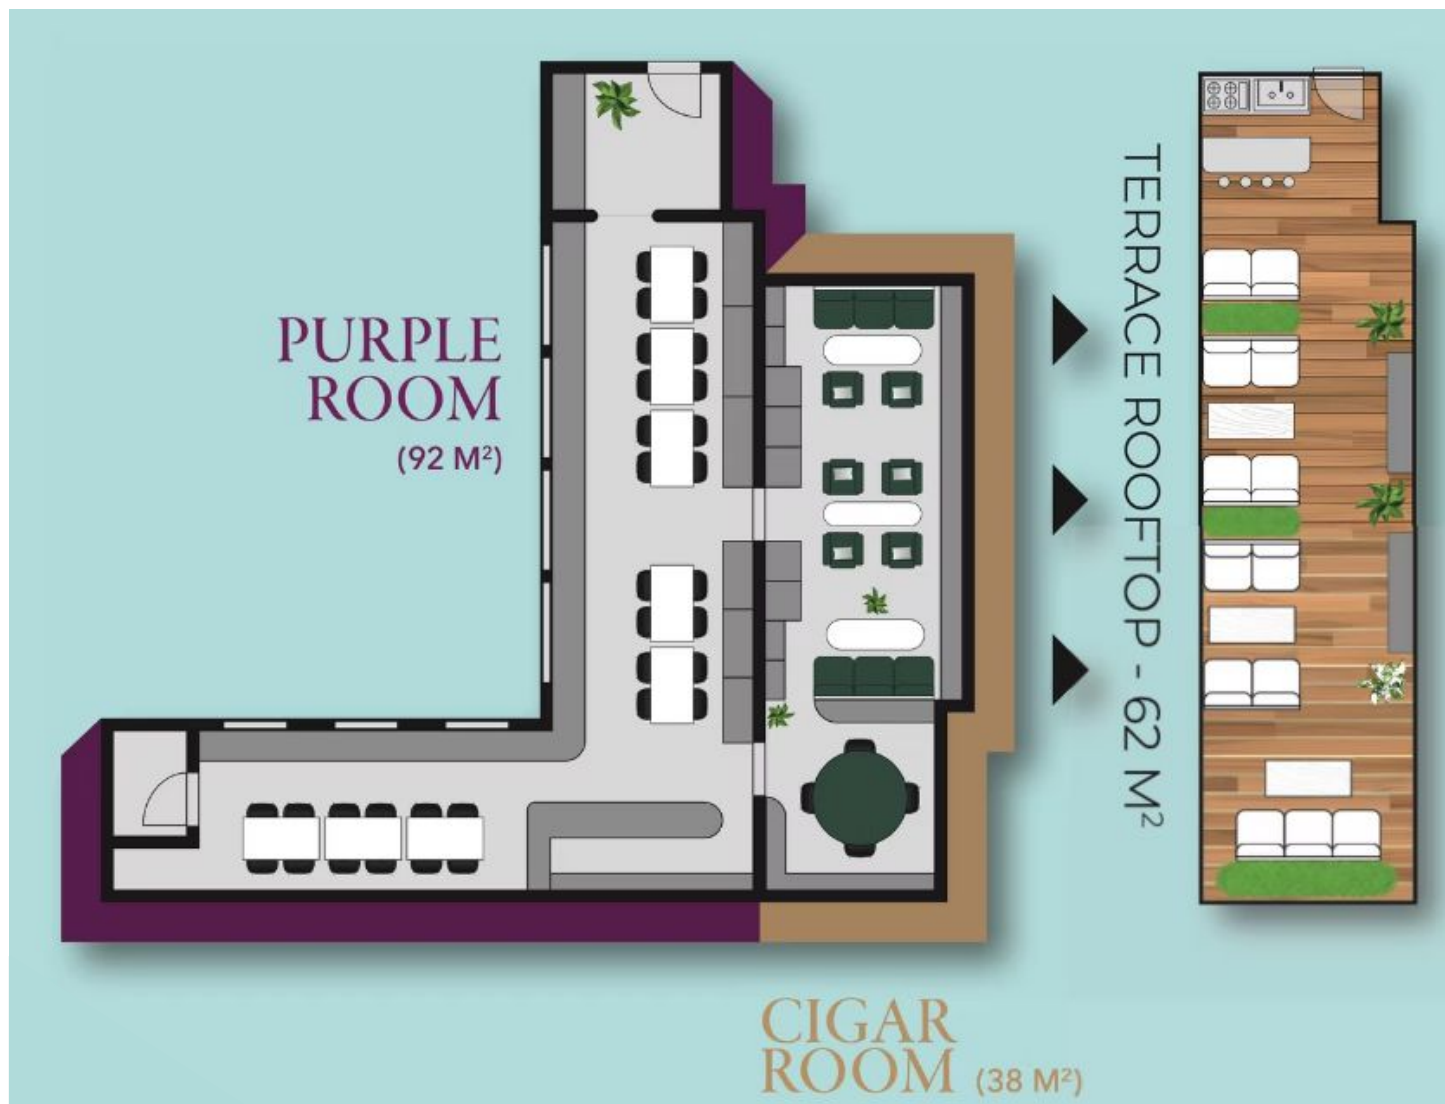 PURPLE
ROOM
(92 M²)
TERRACE ROOFTOP - 62 M²
CIGAR
ROOM (38 M²)